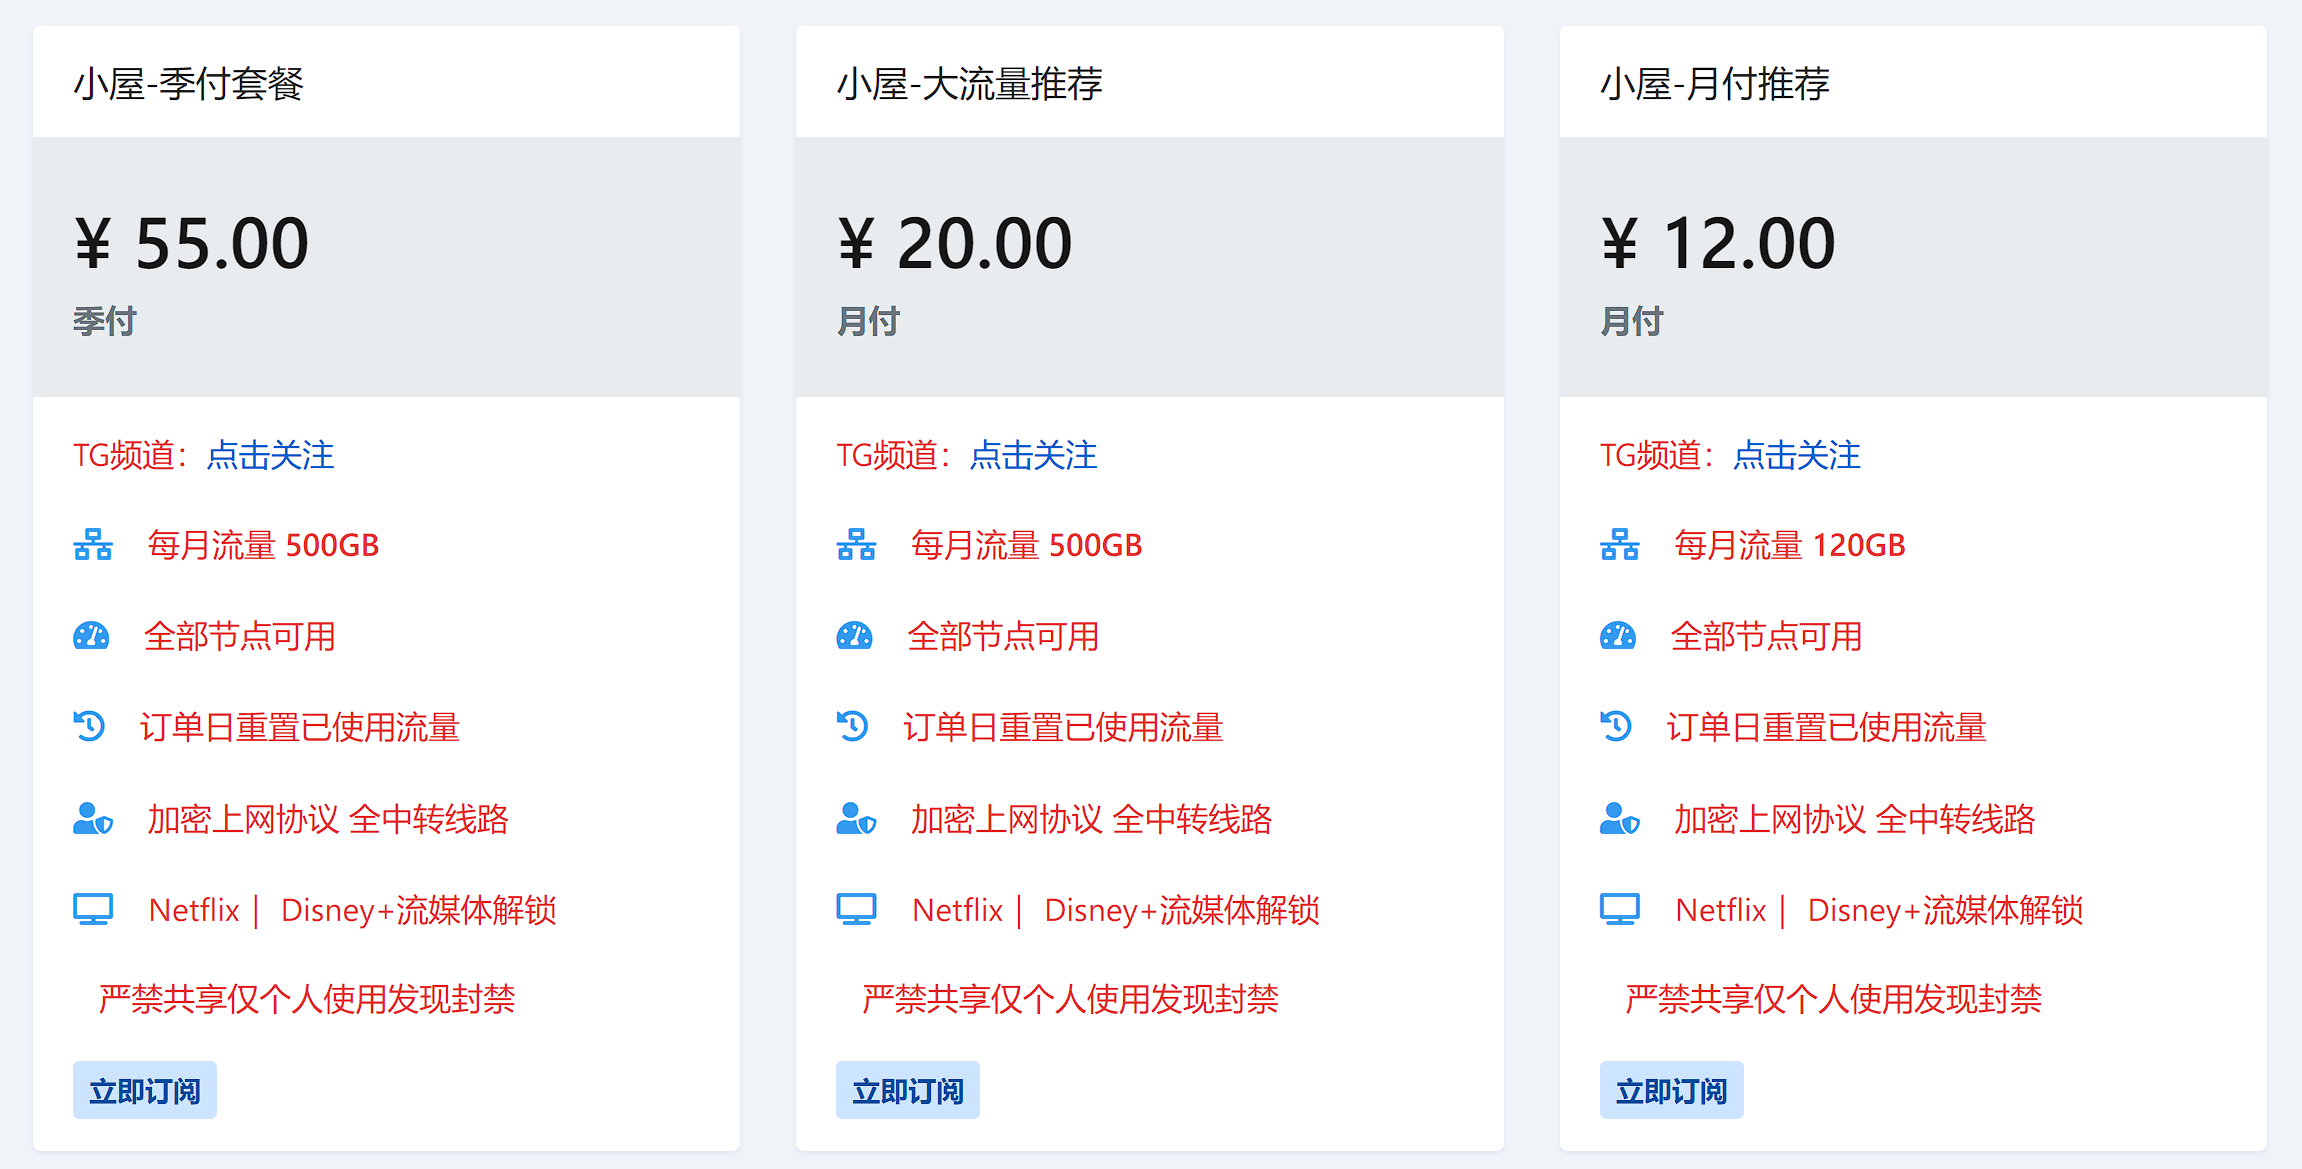 小屋-季付套餐
¥ 55.00
季付
TG频道：点击关注
每月流量 500GB
全部节点可用
订单日重置已使用流量
加密上网协议 全中转线路
Netflix｜ Disney+流媒体解锁
严禁共享仅个人使用发现封禁
立即订阅
小屋-大流量推荐
¥ 20.00
月付
TG频道：点击关注
每月流量 500GB
全部节点可用
订单日重置已使用流量
加密上网协议 全中转线路
Netflix｜ Disney+流媒体解锁
严禁共享仅个人使用发现封禁
立即订阅
小屋-月付推荐
¥ 12.00
月付
TG频道：点击关注
每月流量 120GB
全部节点可用
订单日重置已使用流量
加密上网协议 全中转线路
Netflix｜ Disney+流媒体解锁
严禁共享仅个人使用发现封禁
立即订阅